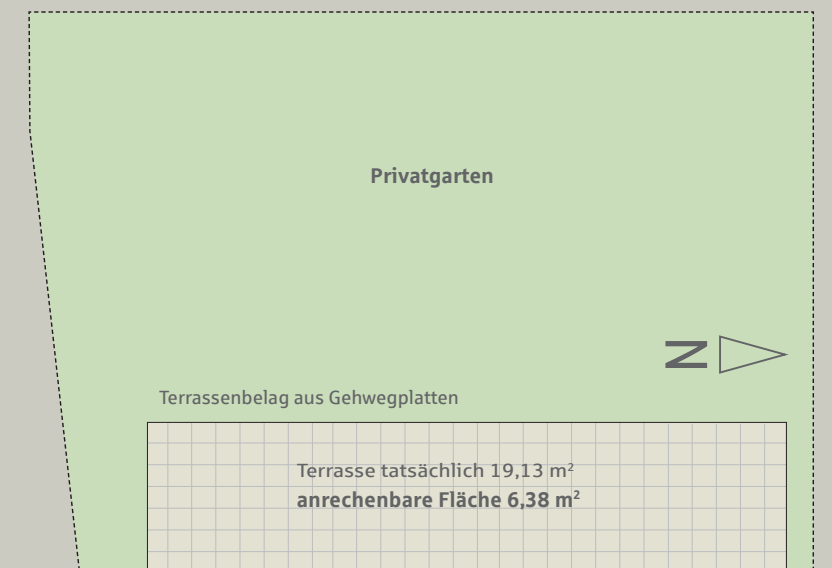 Privatgarten
N
Terrassenbelag aus Gehwegplatten
Terrasse tatsächlich 19,13 m²
anrechenbare Fläche 6,38 m²